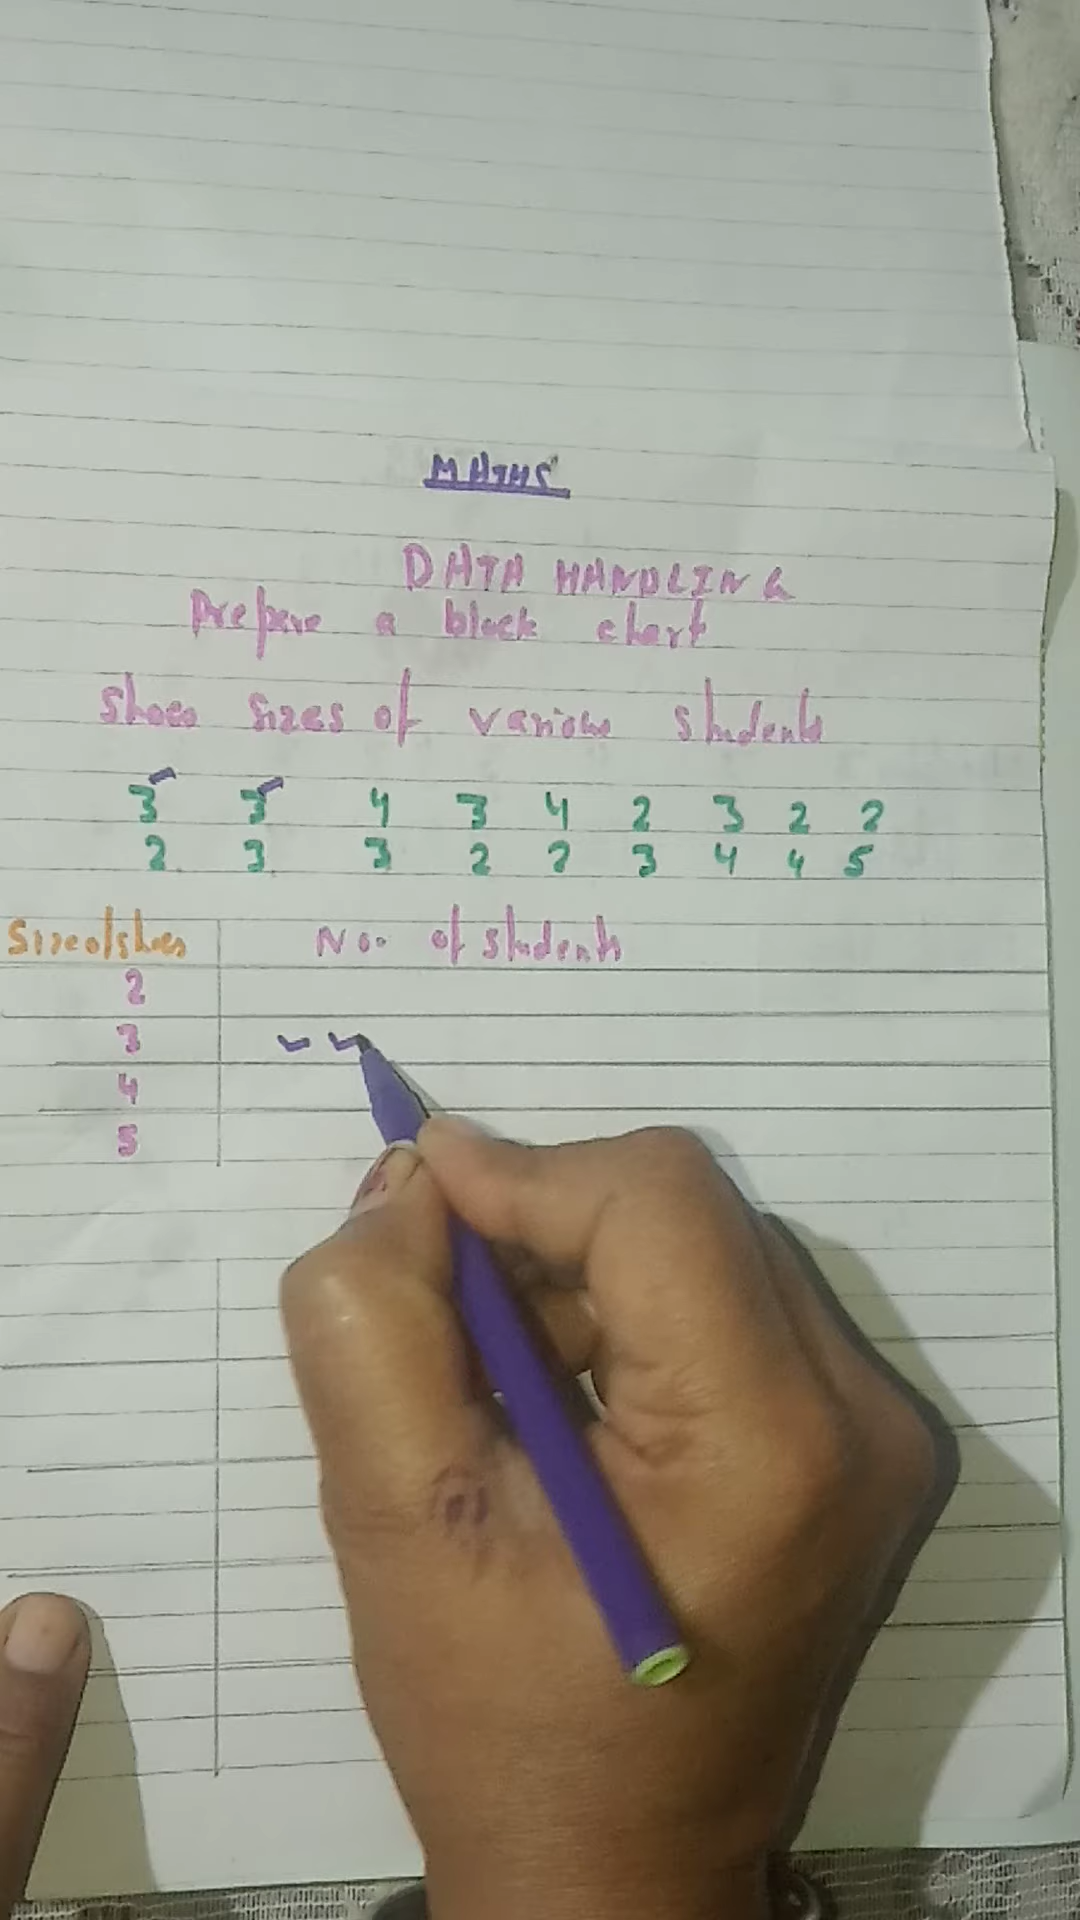 MATHS
DATA HANDLING
Prepare a block chart
Shoes sizes of various students
3 3 4 3 4 2 3 2 2
2 3 3 2 2 3 4 4 5
Size of shoes No. of students
2
3
4
5